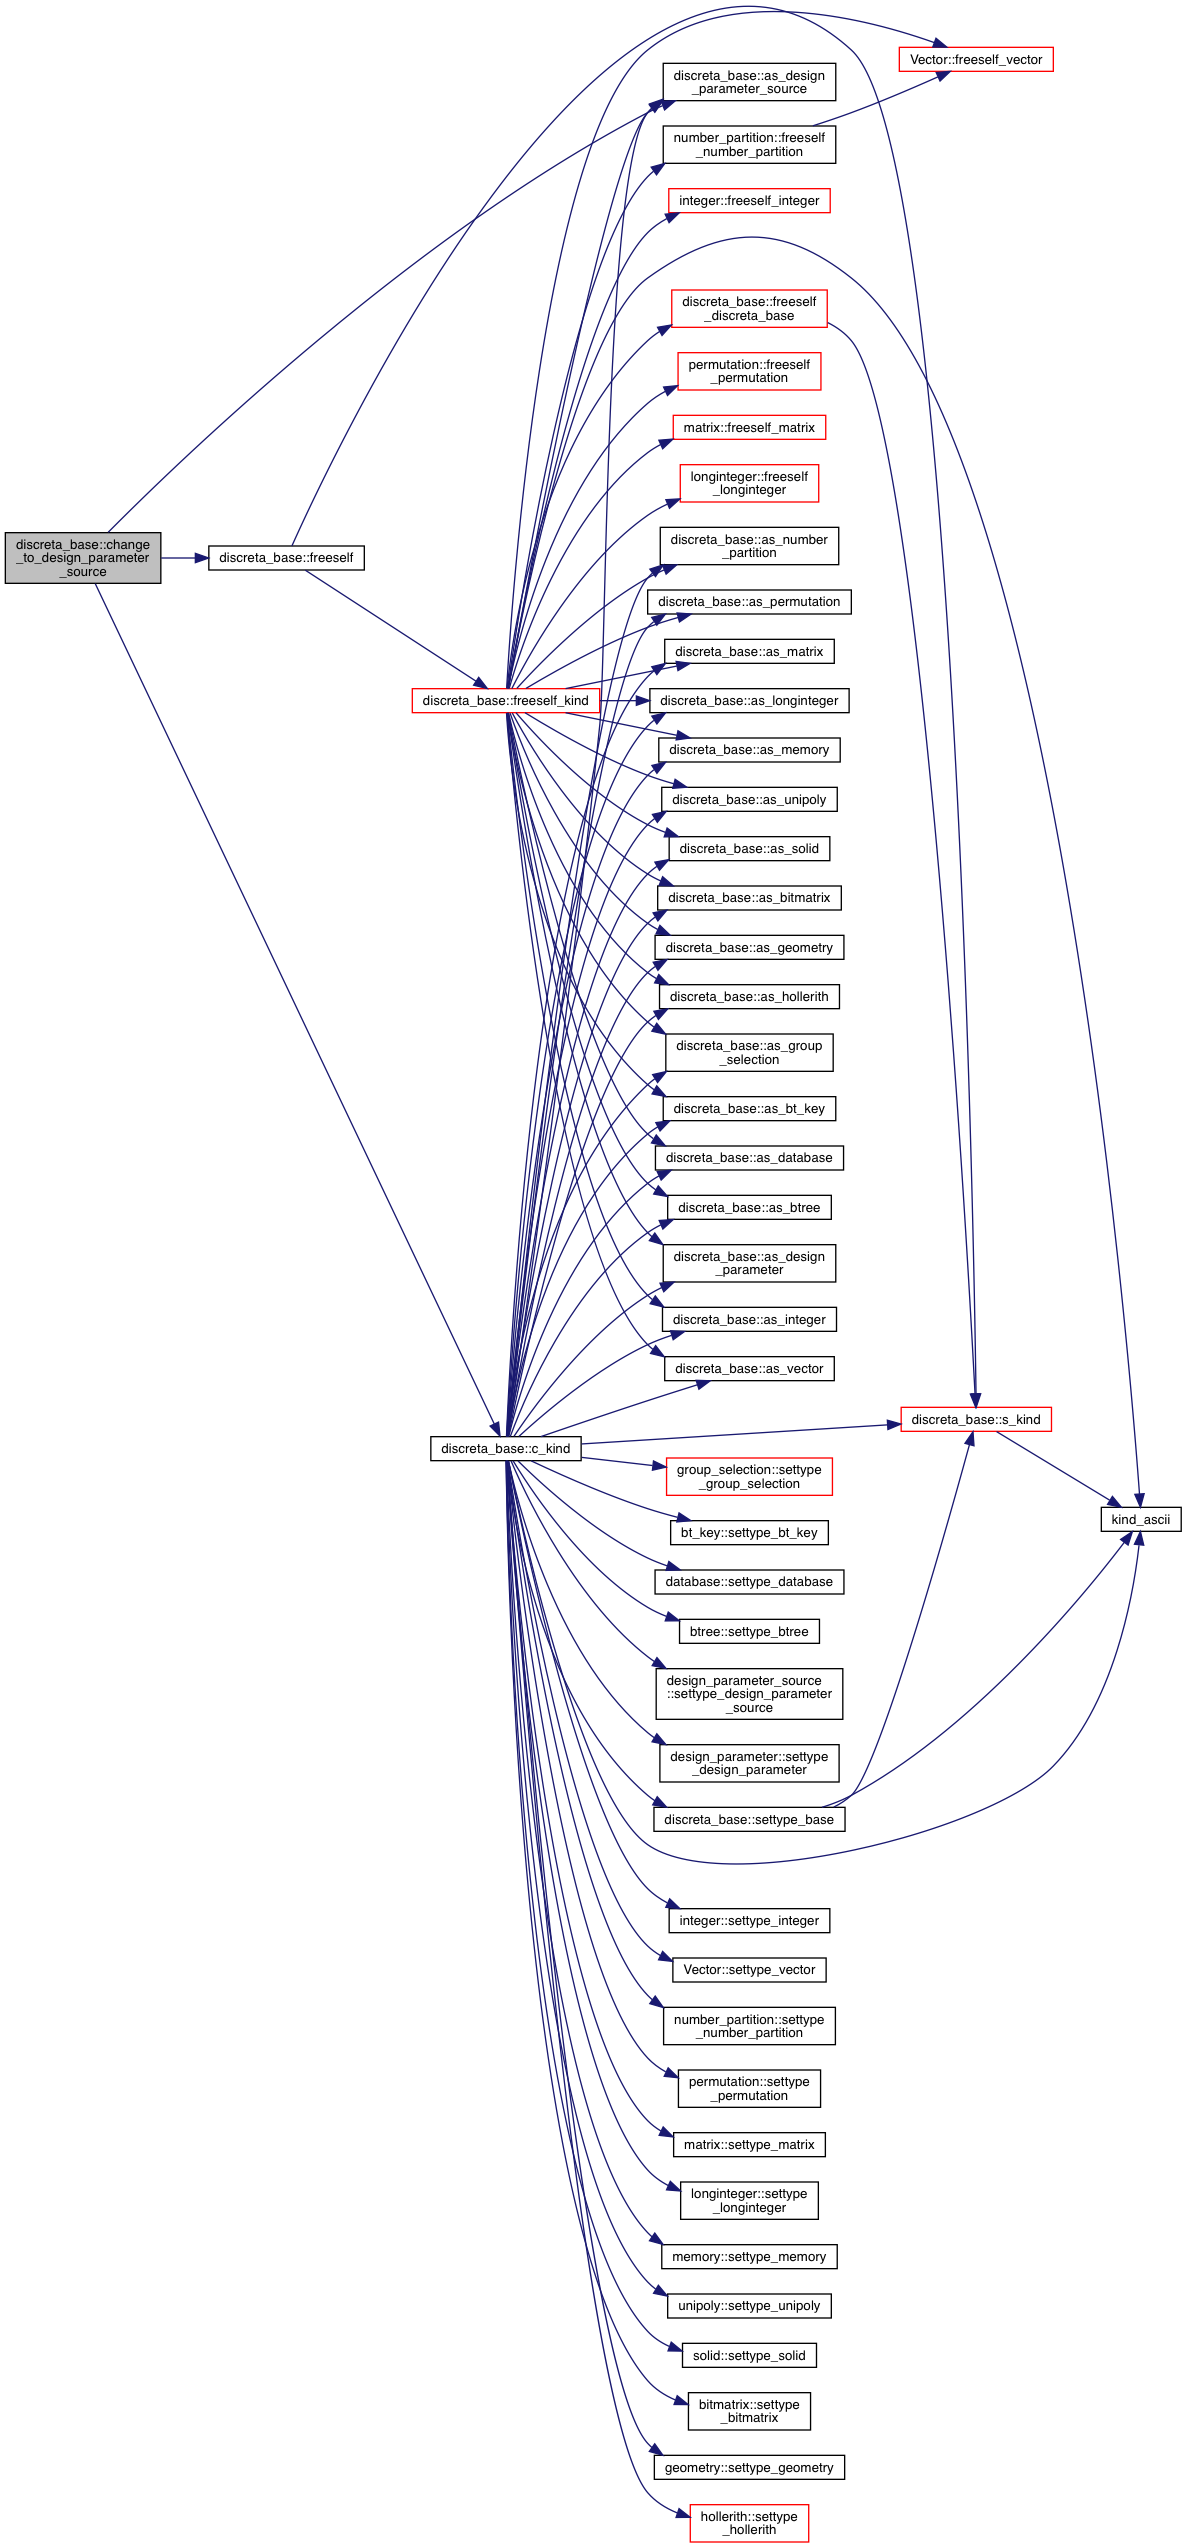 Vector::freeself_vector
discreta_base::as_design
_parameter_source
number_partition::freeself
_number_partition
integer::freeself_integer
discreta_base::freeself
_discreta_base
permutation::freeself
_permutation
matrix::freeself_matrix
longinteger::freeself
_longinteger
discreta_base::change
_to_design_parameter
_source
discreta_base::freeself
discreta_base::as_number
_partition
discreta_base::as_permutation
discreta_base::as_matrix
discreta_base::freeself_kind
discreta_base::as_longinteger
discreta_base::as_memory
discreta_base::as_unipoly
discreta_base::as_solid
discreta_base::as_bitmatrix
discreta_base::as_geometry
discreta_base::as_hollerith
discreta_base::as_group
_selection
discreta_base::as_bt_key
discreta_base::as_database
discreta_base::as_btree
discreta_base::as_design
_parameter
discreta_base::as_integer
discreta_base::as_vector
discreta_base::s_kind
discreta_base::c_kind
group_selection::settype
_group_selection
kind_ascii
bt_key::settype_bt_key
database::settype_database
btree::settype_btree
design_parameter_source
::settype_design_parameter
_source
design_parameter::settype
_design_parameter
discreta_base::settype_base
integer::settype_integer
Vector::settype_vector
number_partition::settype
_number_partition
permutation::settype
_permutation
matrix::settype_matrix
longinteger::settype
_longinteger
memory::settype_memory
unipoly::settype_unipoly
solid::settype_solid
bitmatrix::settype
_bitmatrix
geometry::settype_geometry
hollerith::settype
_hollerith